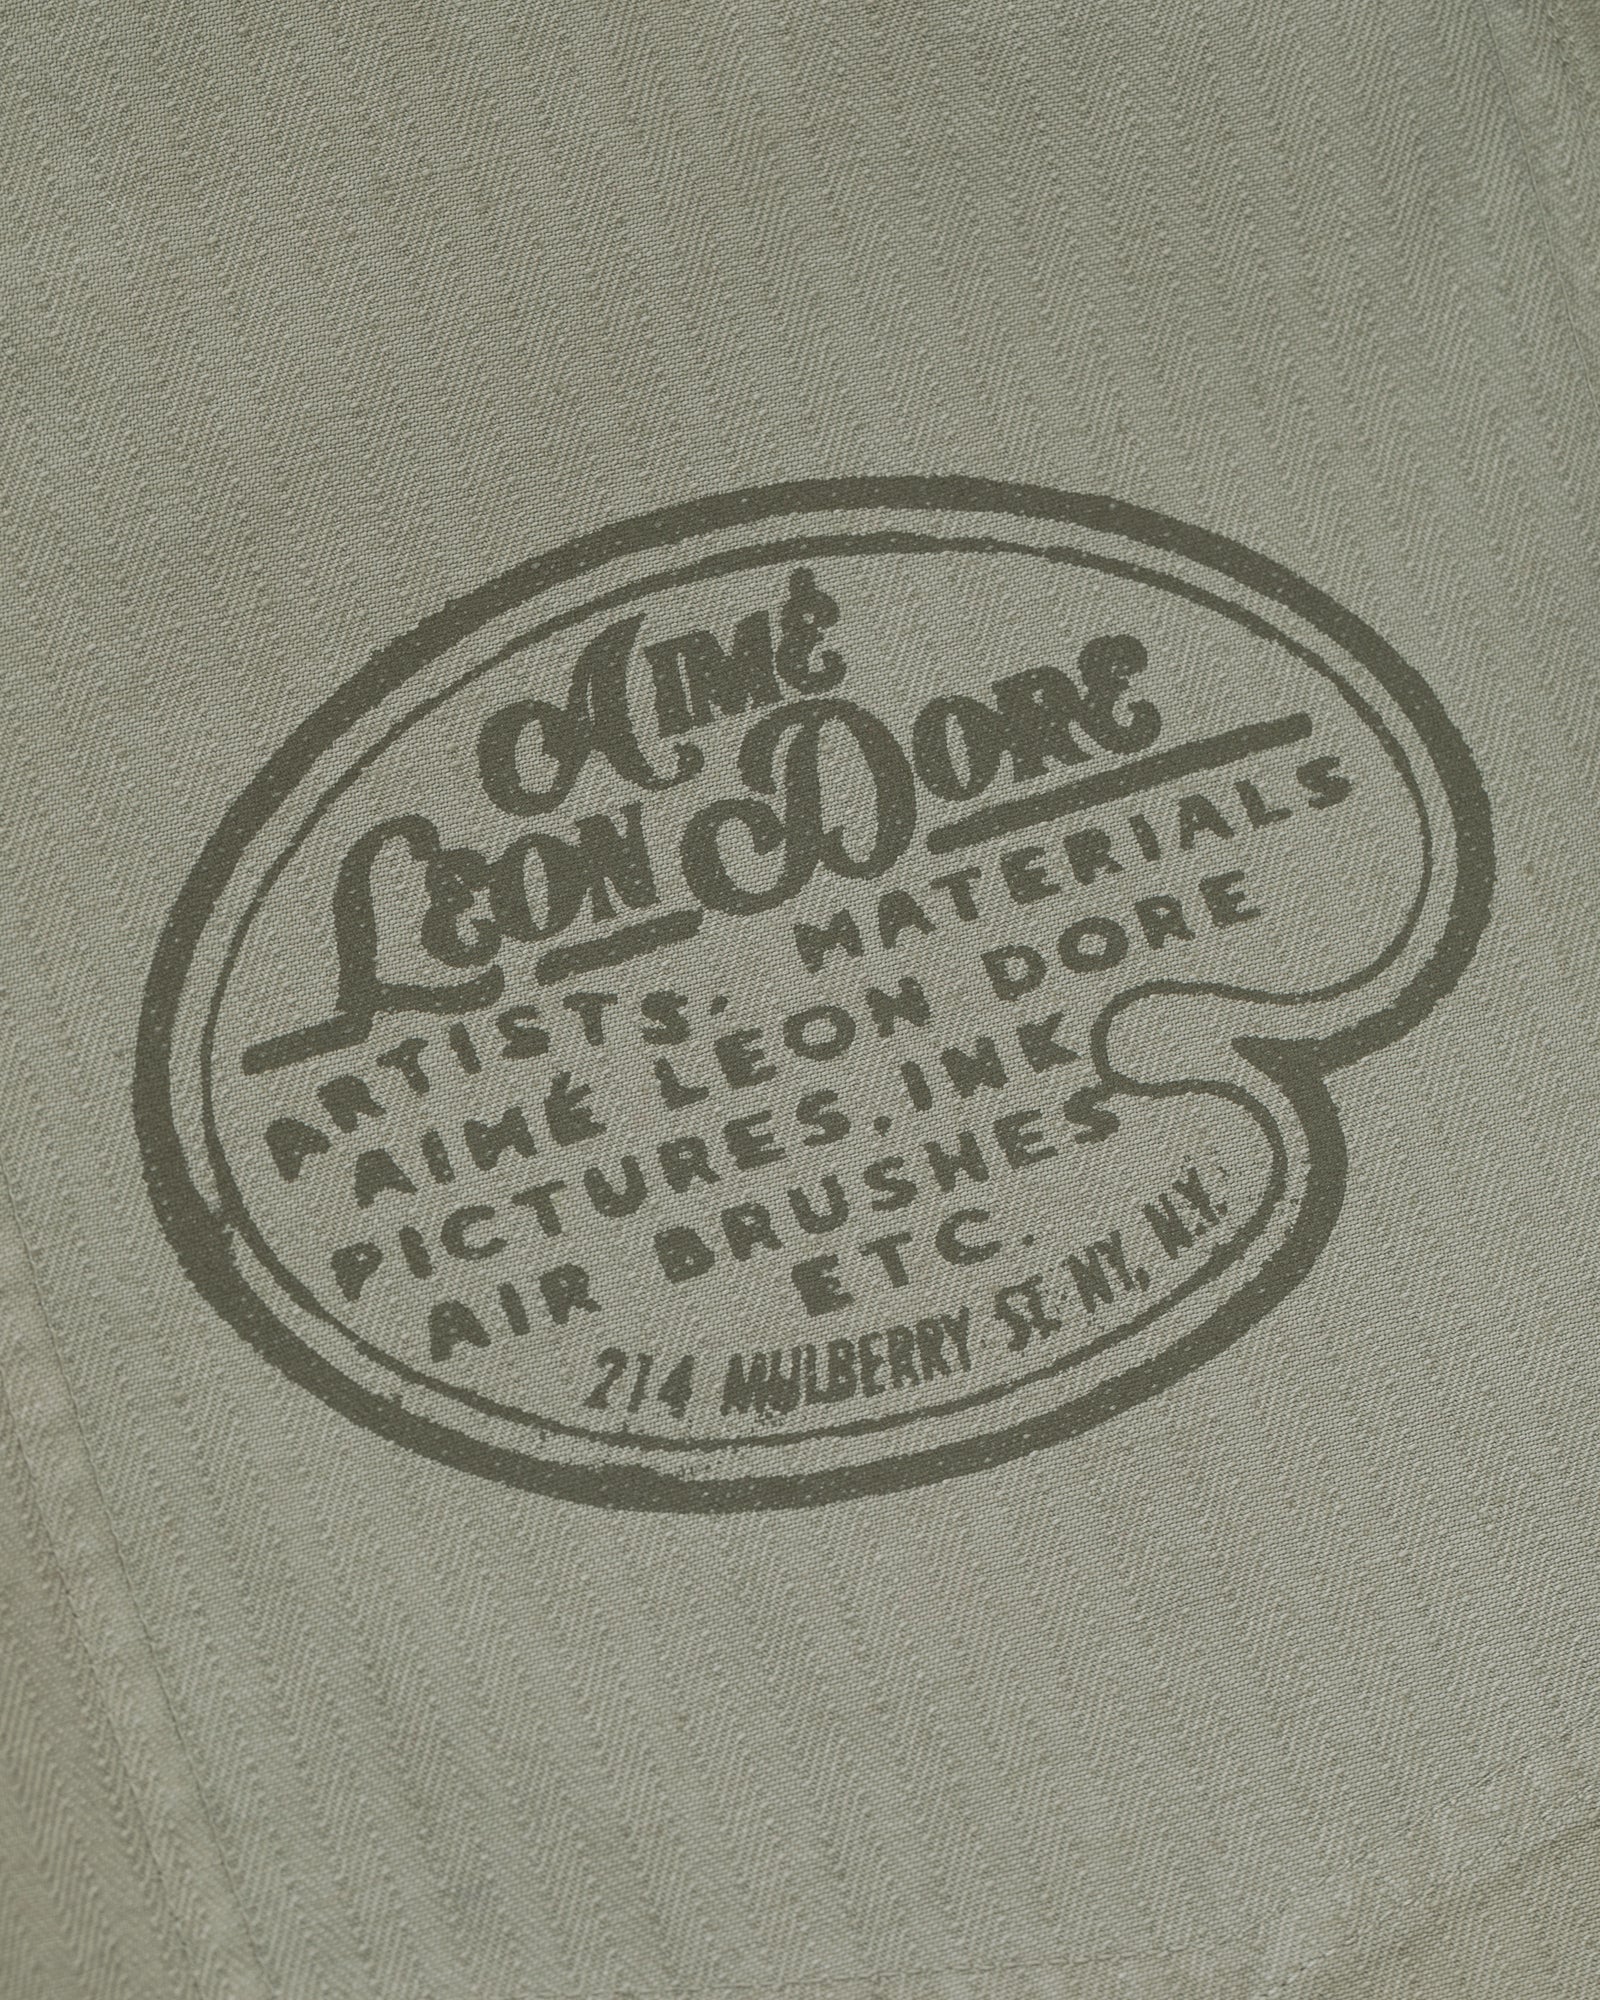 AIMÉ
LEON DORE
ARTISTS' MATERIALS
AIMÉ LEON DORE
PICTURES. INK
AIR BRUSHES
ETC.
214 MULBERRY ST. NY, N.Y.